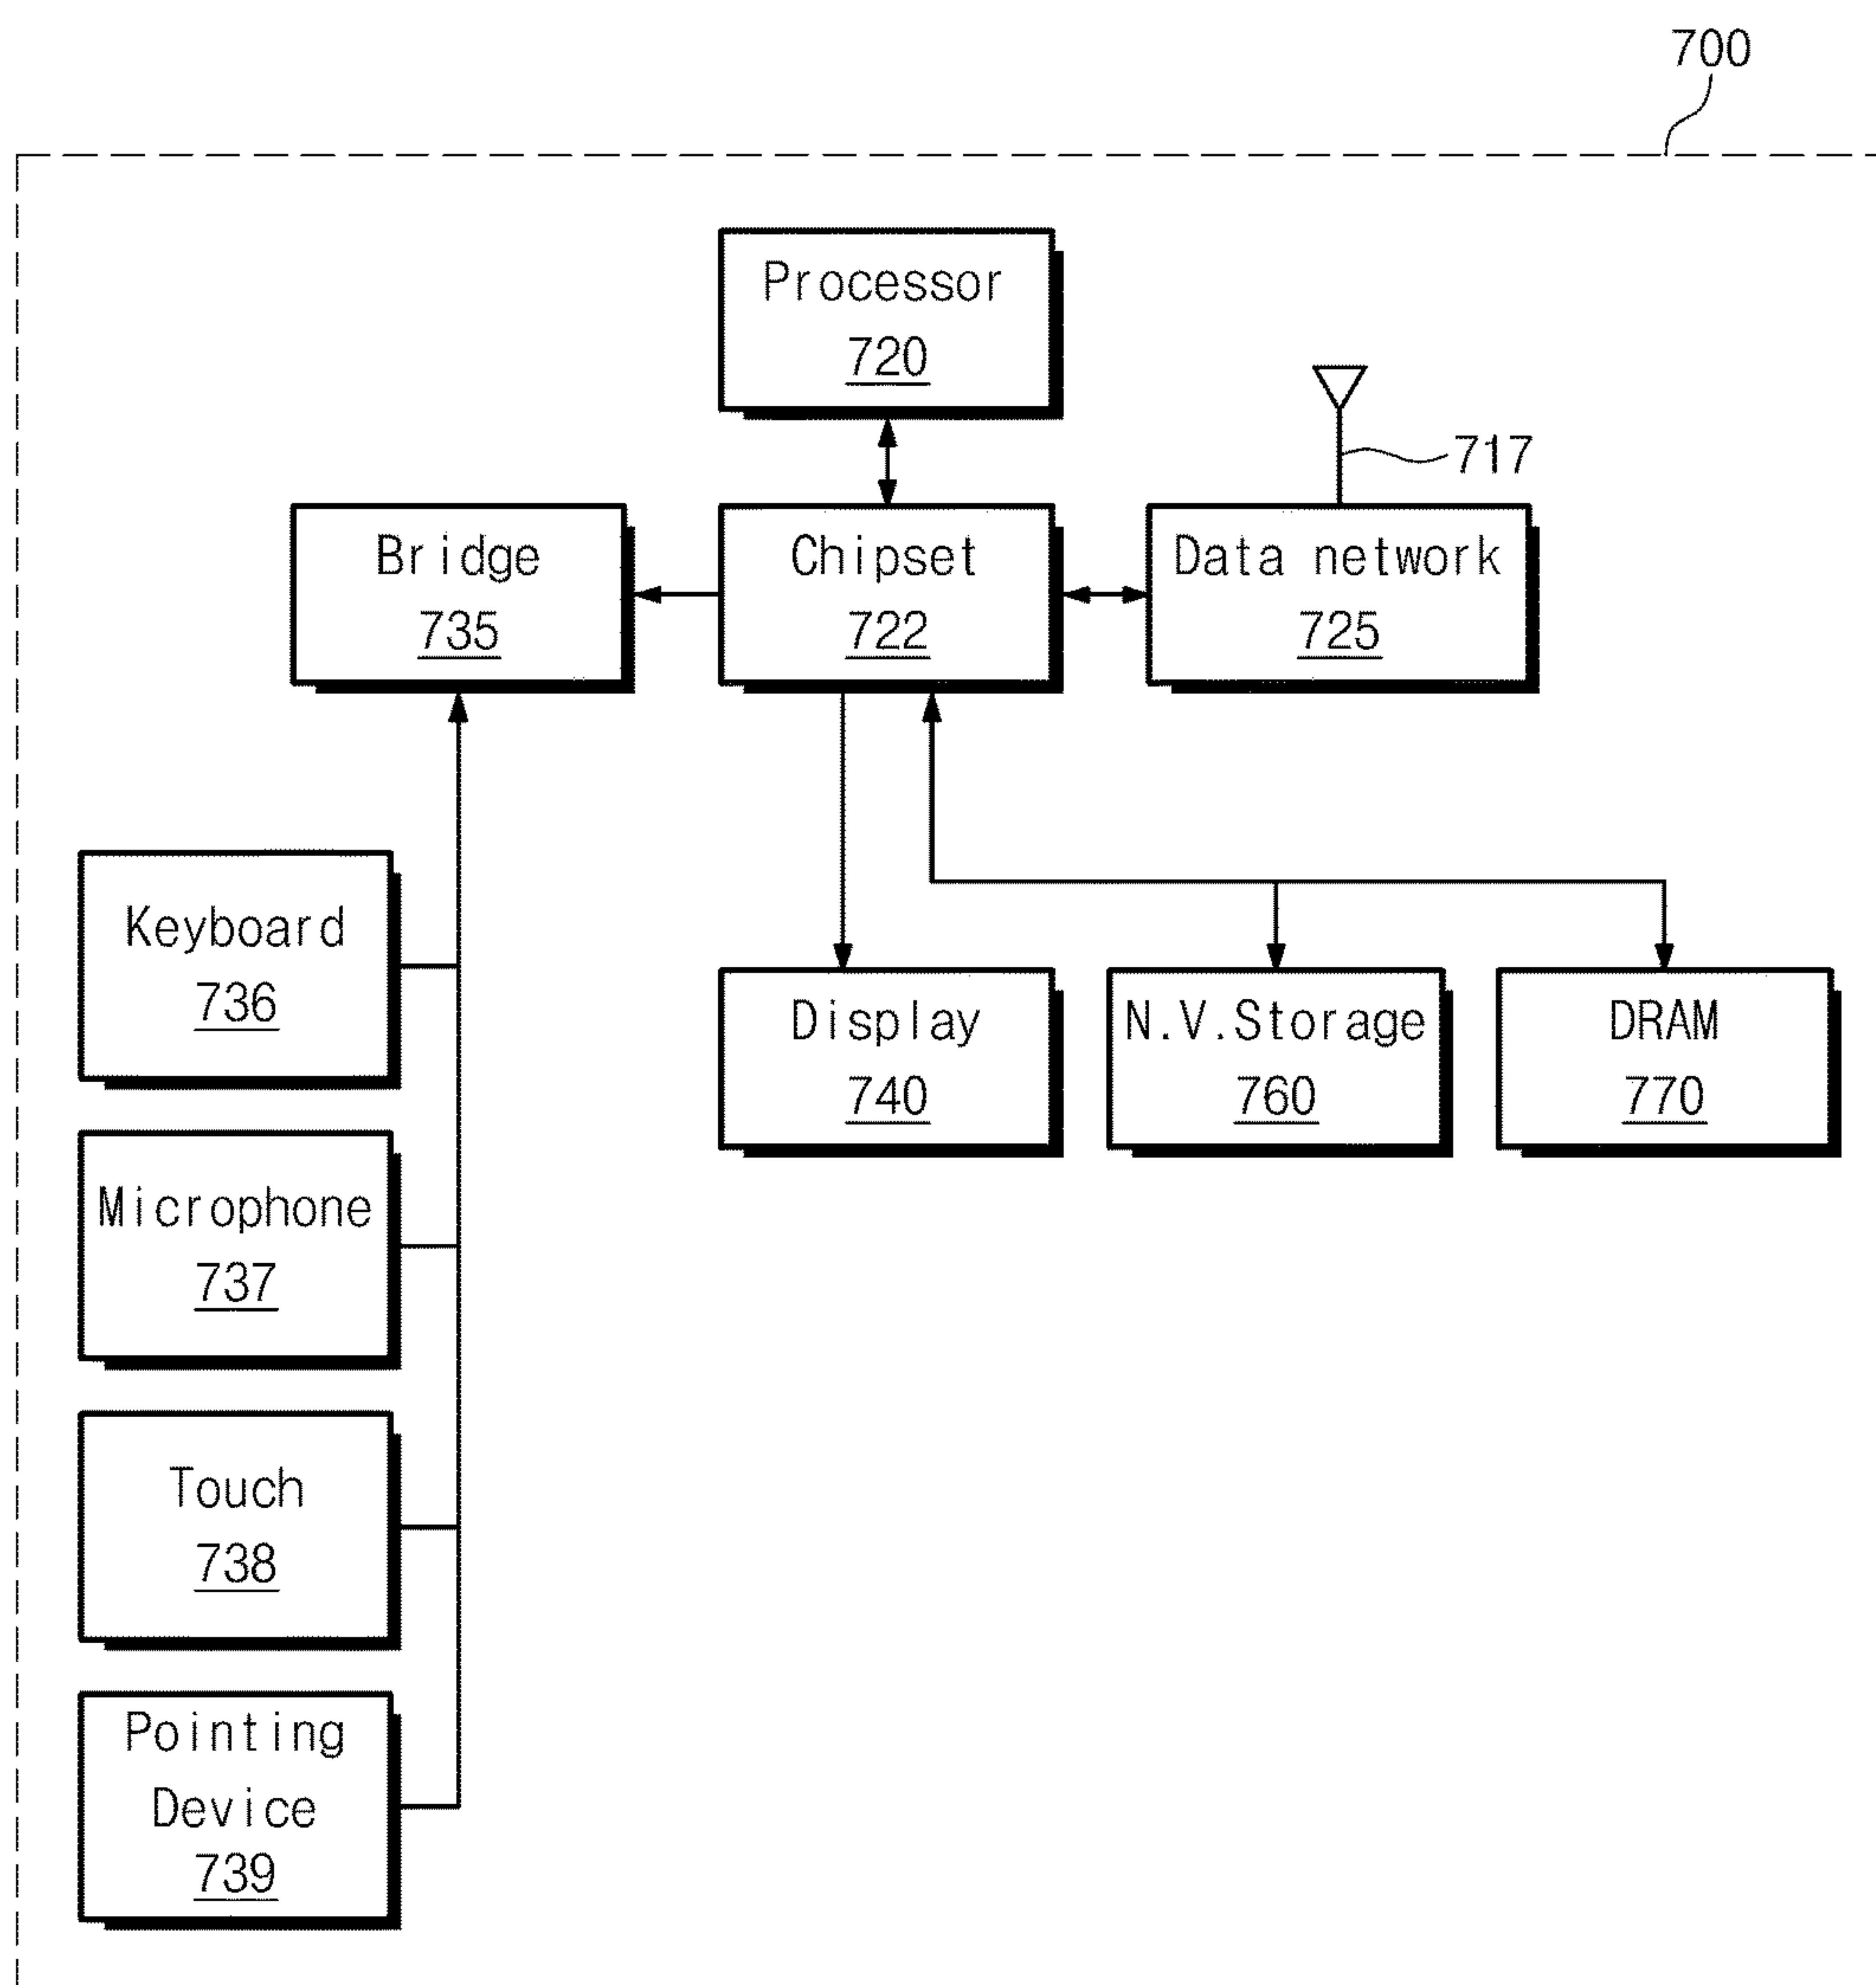 700
Processor
720
717
Bridge
735
Chipset
722
Data network
725
Keyboard
736
Display
740
N.V.Storage
760
DRAM
770
Microphone
737
Touch
738
Pointing
Device
739